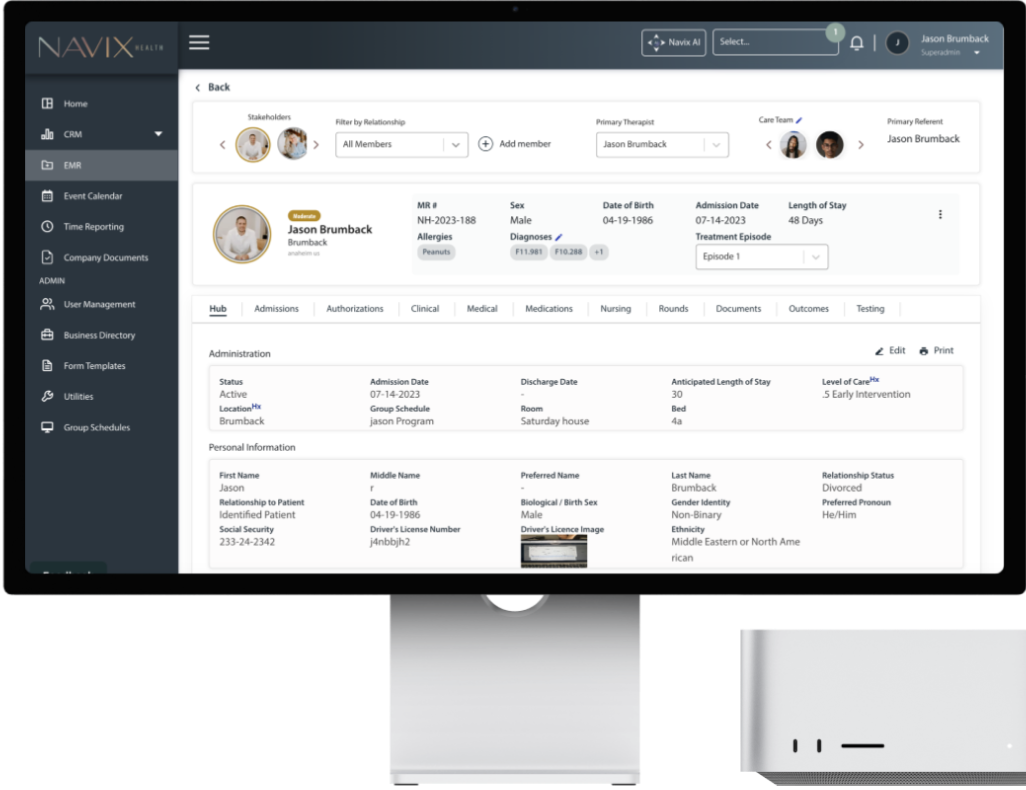 NAVIX HEALTH
Navix AI
Select...
1
J
Jason Brumback
Superadmin
Home
CRM
EMR
Event Calendar
Time Reporting
Company Documents
ADMIN
User Management
Business Directory
Form Templates
Utilities
Group Schedules
Back
Stakeholders
Filter by Relationship
All Members
Add member
Primary Therapist
Jason Brumback
Care Team
Primary Referent
Jason Brumback
Moderate
Jason Brumback
Brumback
anaheim us
MR # Sex Date of Birth Admission Date Length of Stay
NH-2023-188 Male 04-19-1986 07-14-2023 48 Days
Allergies Diagnoses Treatment Episode
Peanuts F11.981 F10.288 +1 Episode 1
Hub Admissions Authorizations Clinical Medical Medications Nursing Rounds Documents Outcomes Testing
Administration Edit Print
Status Admission Date Discharge Date Anticipated Length of Stay Level of CareHx
Active 07-14-2023 - 30 .5 Early Intervention
LocationHx Group Schedule Room Bed
Brumback jason Program Saturday house 4a
Personal Information
First Name Middle Name Preferred Name Last Name Relationship Status
Jason r - Brumback Divorced
Relationship to Patient Date of Birth Biological / Birth Sex Gender Identity Preferred Pronoun
Identified Patient 04-19-1986 Male Non-Binary He/Him
Social Security Driver's License Number Driver's Licence Image Ethnicity
233-24-2342 j4nbbjh2 Middle Eastern or North Ame
rican